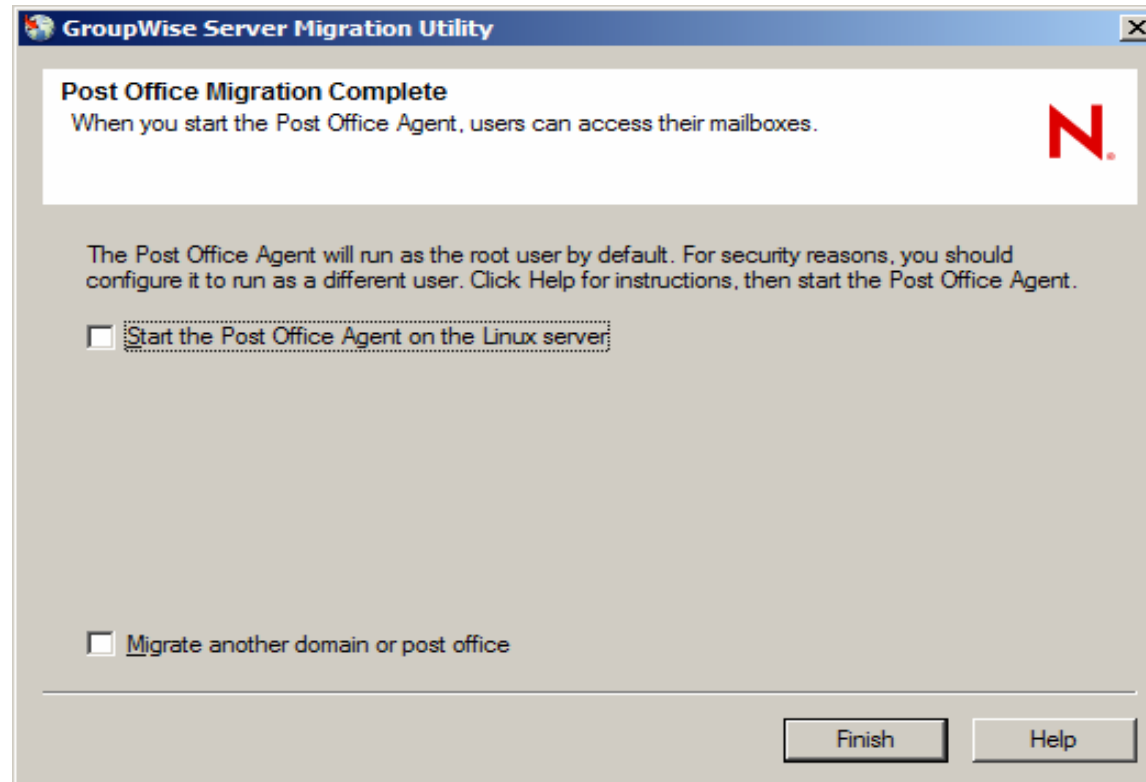 GroupWise Server Migration Utility
Post Office Migration Complete
When you start the Post Office Agent, users can access their mailboxes.
N®
The Post Office Agent will run as the root user by default. For security reasons, you should
configure it to run as a different user. Click Help for instructions, then start the Post Office Agent.
Start the Post Office Agent on the Linux server
Migrate another domain or post office
Finish
Help